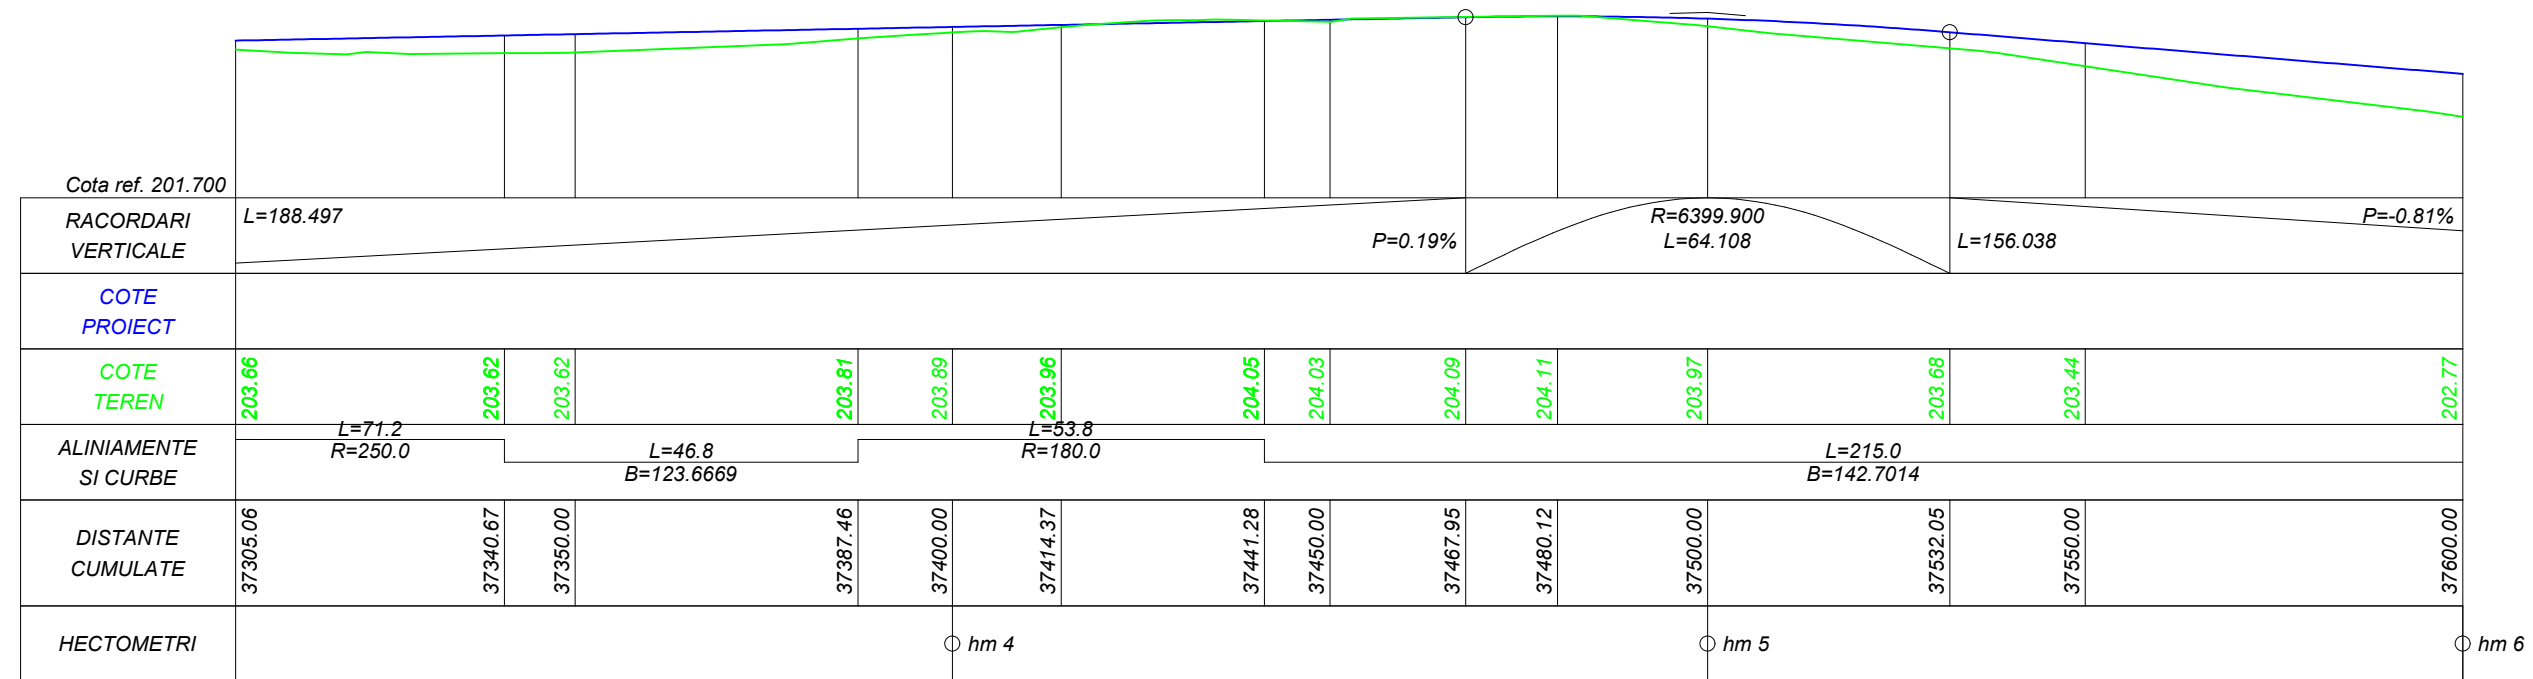 Cota ref. 201.700
RACORDARI
VERTICALE
L=188.497
P=0.19%
R=6399.900
L=64.108
L=156.038
P=-0.81%
COTE
PROIECT
COTE
TEREN
203.66
203.62
203.62
203.81
203.89
203.96
204.05
204.03
204.09
204.11
203.97
203.68
203.44
202.77
ALINIAMENTE
SI CURBE
L=71.2
R=250.0
L=46.8
B=123.6669
L=53.8
R=180.0
L=215.0
B=142.7014
DISTANTE
CUMULATE
37305.06
37340.67
37350.00
37387.46
37400.00
37414.37
37441.28
37450.00
37467.95
37480.12
37500.00
37532.05
37550.00
37600.00
HECTOMETRI
hm 4
hm 5
hm 6